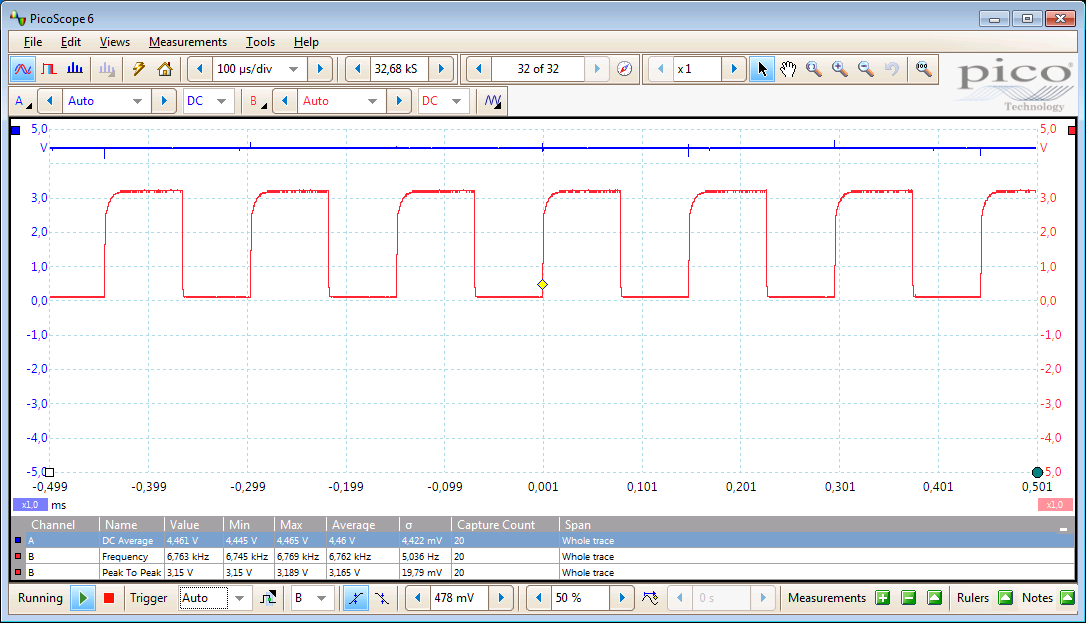 PicoScope 6
File Edit Views Measurements Tools Help
100 µs/div 32,68 kS 32 of 32 x1
pico
Technology
A Auto DC B Auto DC
5,0 5,0
V V
3,0 3,0
2,0 2,0
1,0 1,0
0,0 0,0
-1,0 -1,0
-2,0 -2,0
-3,0 -3,0
-4,0 -4,0
-5,0 -5,0
-0,499 -0,399 -0,299 -0,199 -0,099 0,001 0,101 0,201 0,301 0,401 0,501
x1,0 ms x1,0
Channel Name Value Min Max Average σ Capture Count Span
A DC Average 4,461 V 4,445 V 4,465 V 4,46 V 4,422 mV 20 Whole trace
B Frequency 6,763 kHz 6,745 kHz 6,769 kHz 6,762 kHz 5,036 Hz 20 Whole trace
B Peak To Peak 3,15 V 3,15 V 3,189 V 3,165 V 19,79 mV 20 Whole trace
Running Trigger Auto B 478 mV 50 % 0 s Measurements Rulers Notes